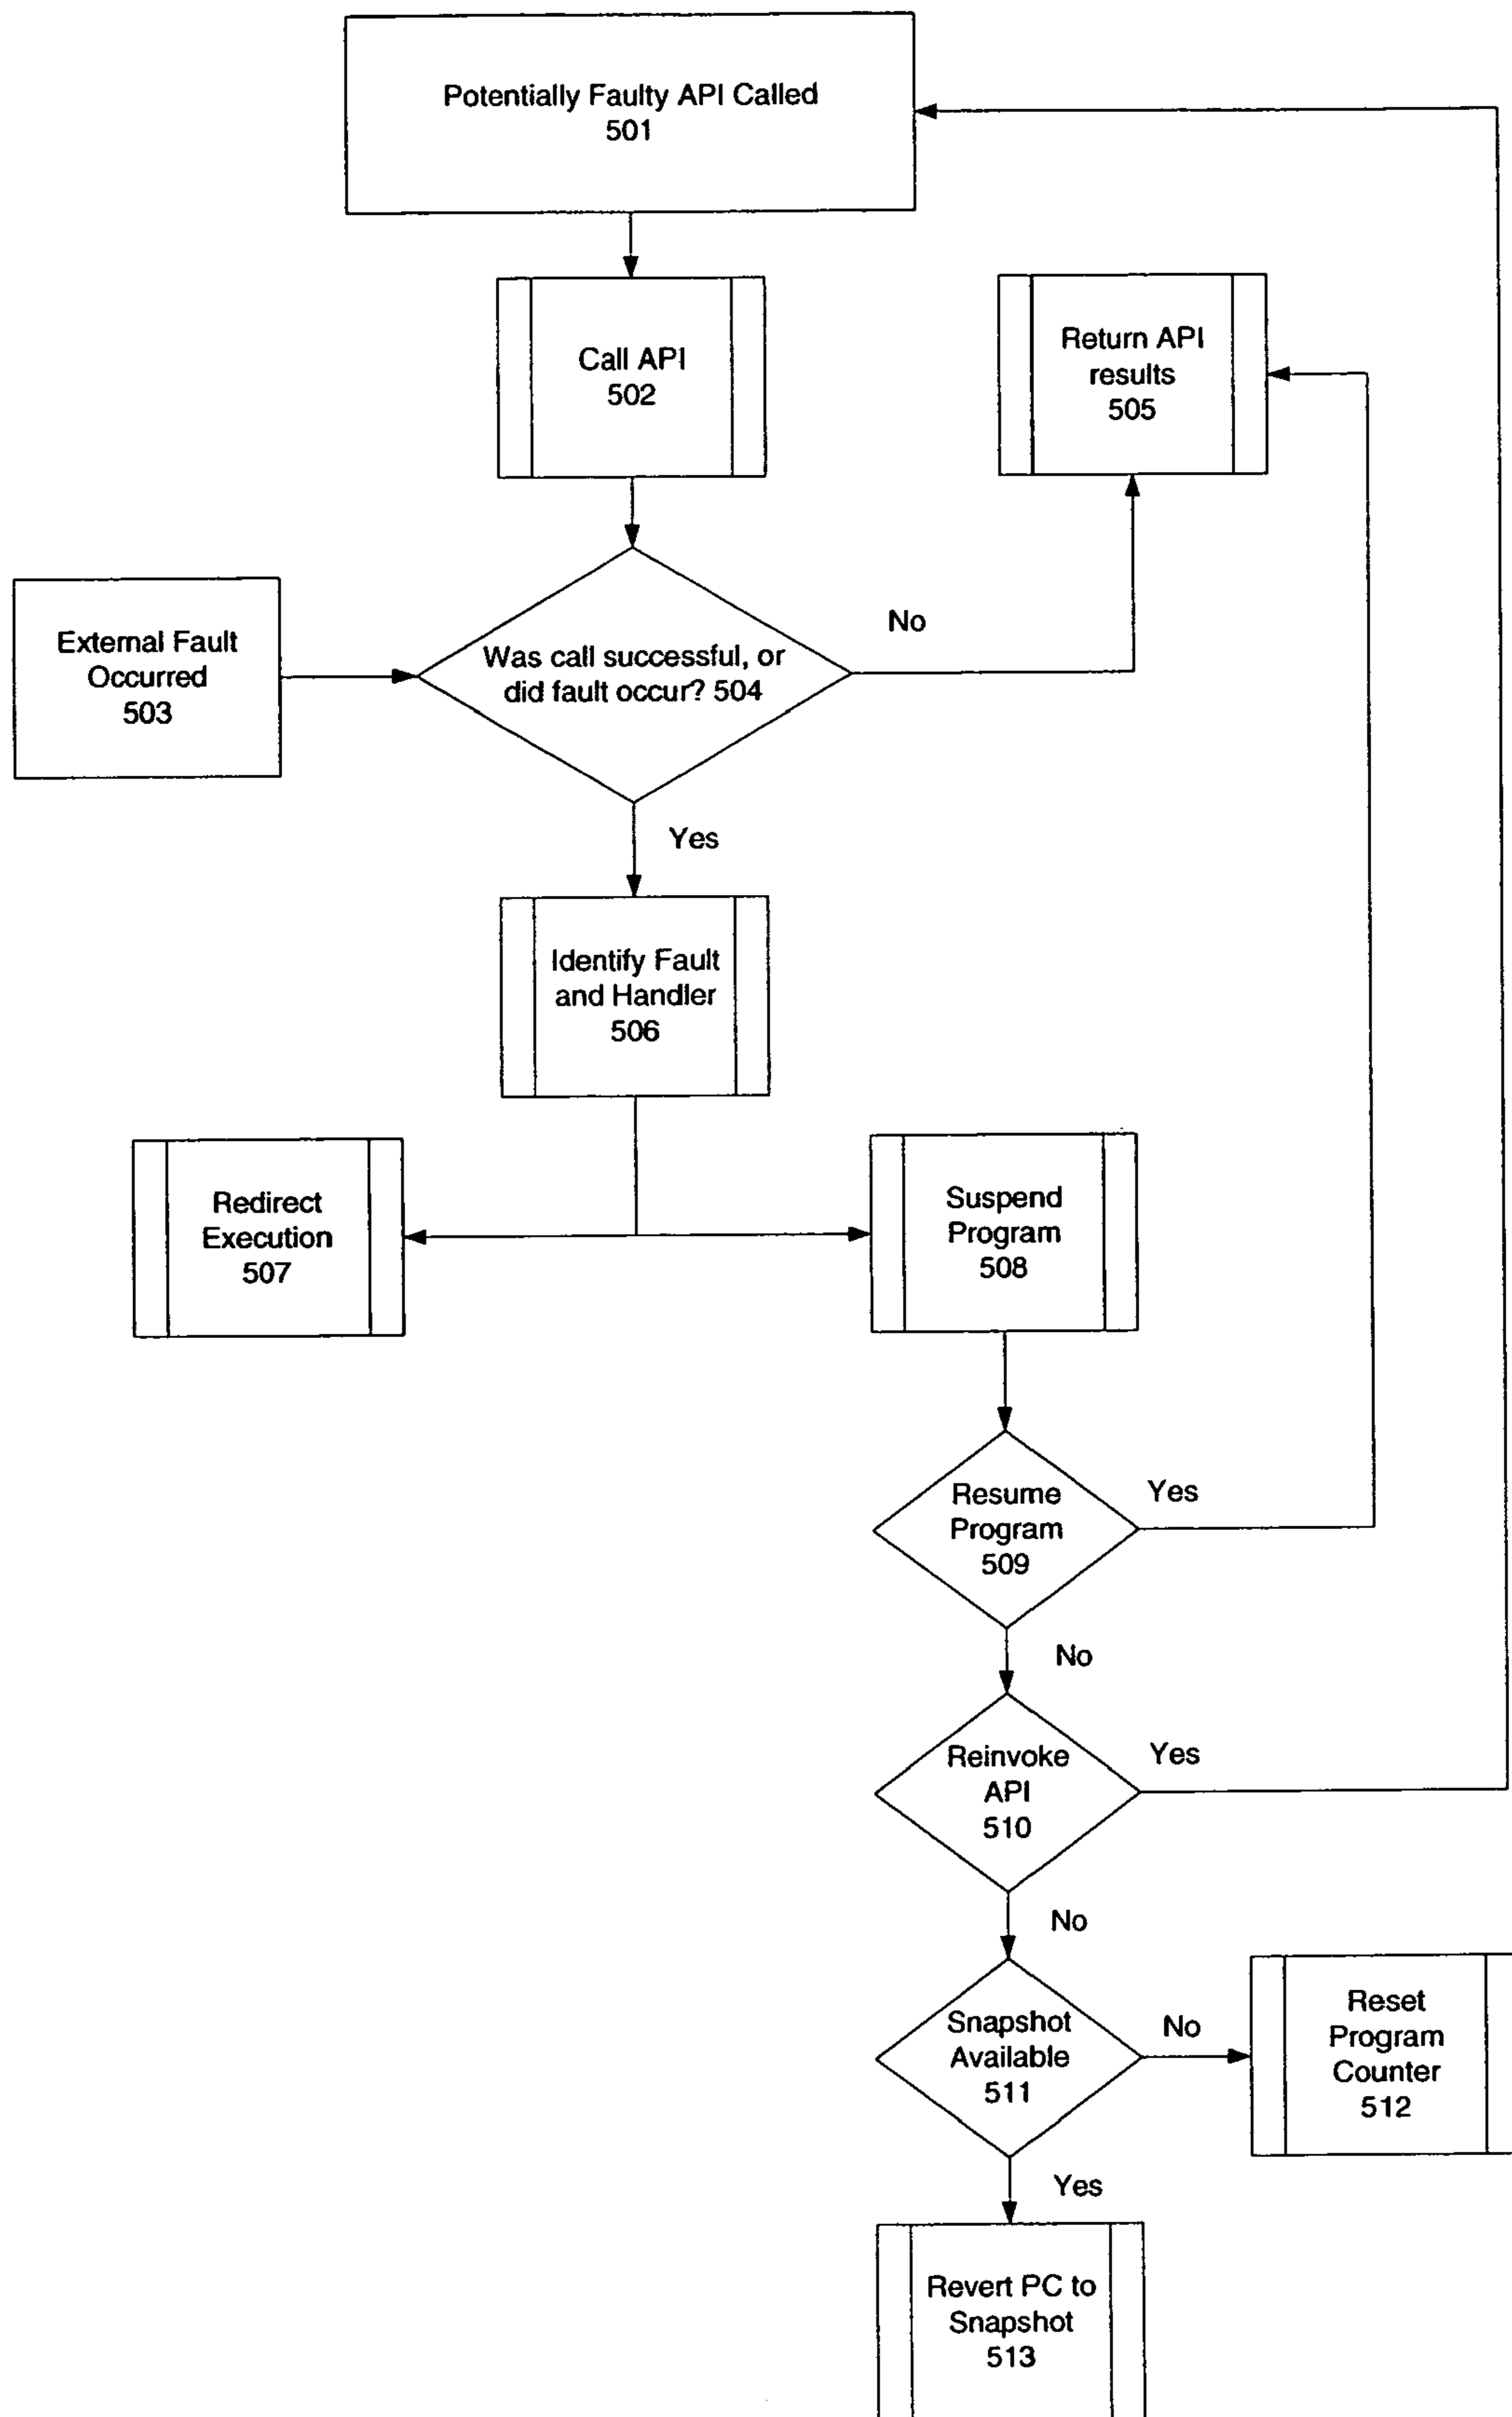 Potentially Faulty API Called
501
Call API
502
Return API
results
505
External Fault
Occurred
503
Was call successful, or
did fault occur? 504
No
Yes
Identify Fault
and Handler
506
Redirect
Execution
507
Suspend
Program
508
Resume
Program
509
Yes
No
Reinvoke
API
510
Yes
No
Snapshot
Available
511
No
Reset
Program
Counter
512
Yes
Revert PC to
Snapshot
513